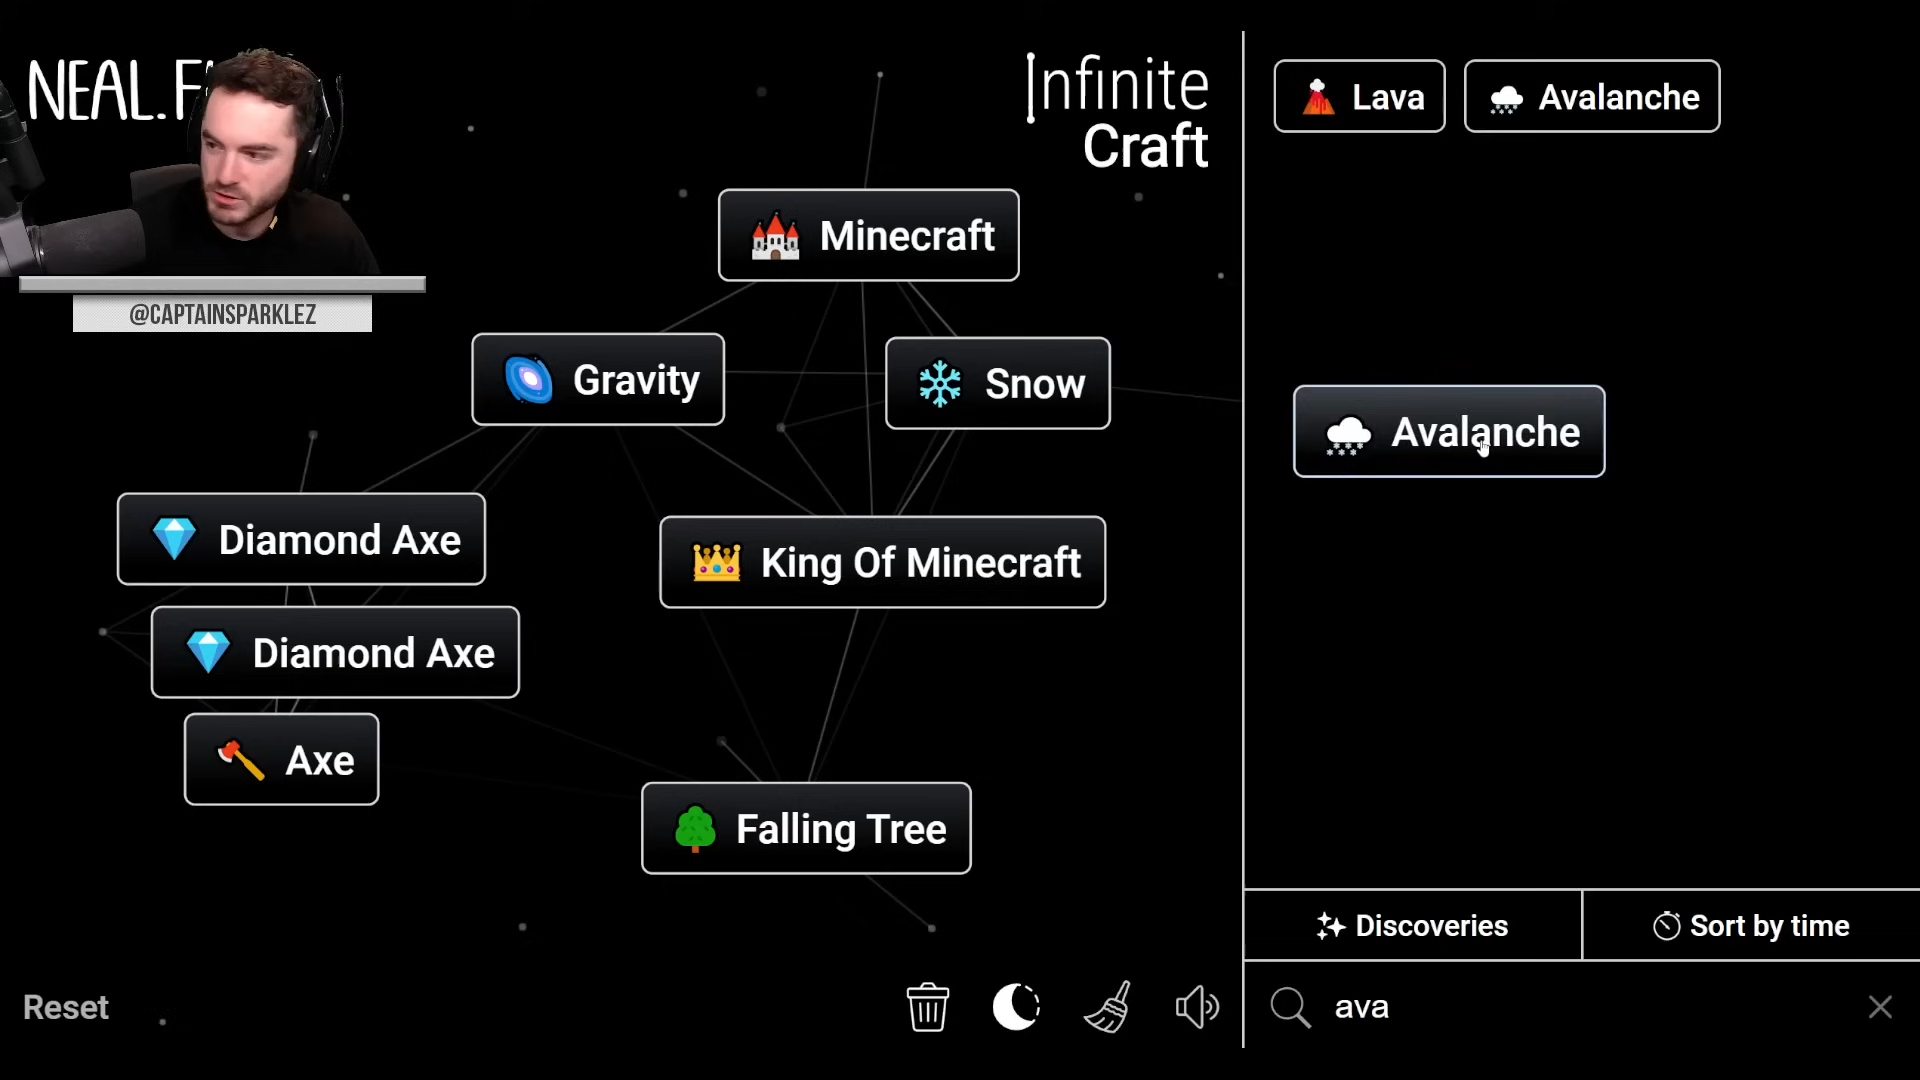 NEAL.F
Infinite
Craft
Lava
Avalanche
Minecraft
Gravity
Snow
Avalanche
@CAPTAINSPARKLEZ
Diamond Axe
King Of Minecraft
Diamond Axe
Axe
Falling Tree
Discoveries
Sort by time
Reset
ava